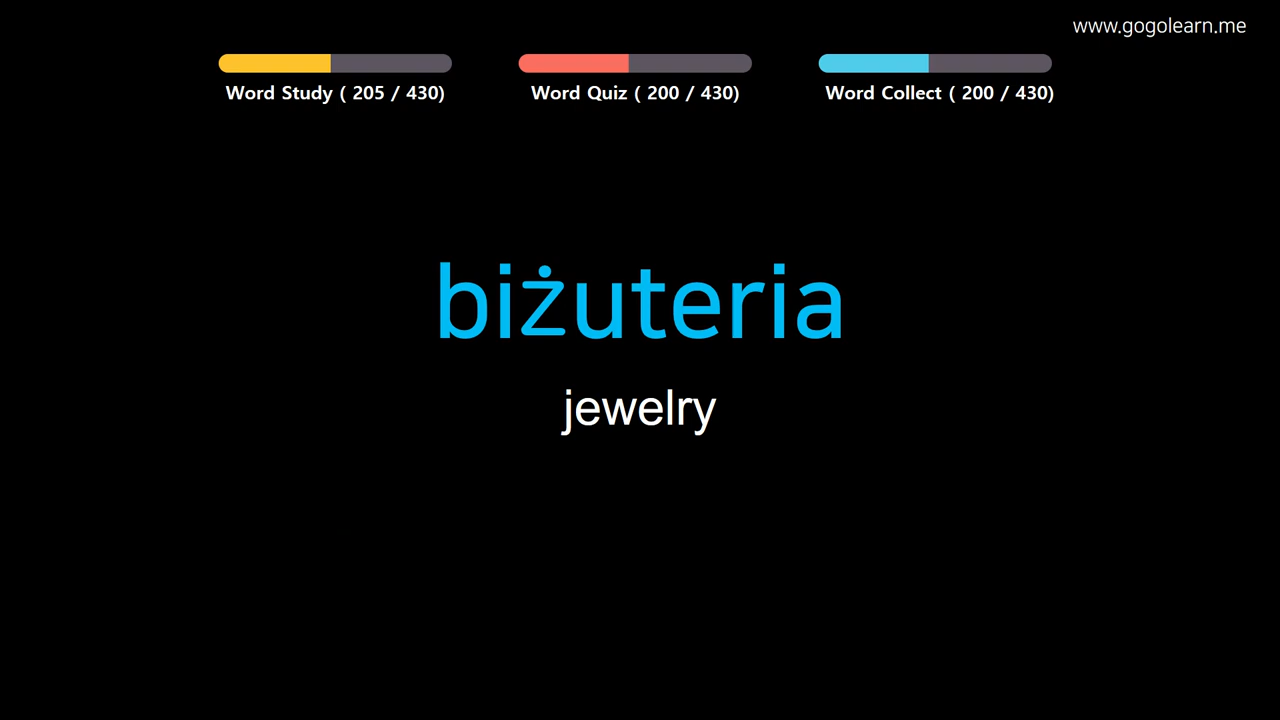 www.gogolearn.me
Word Study ( 205 / 430)
Word Quiz ( 200 / 430)
Word Collect ( 200 / 430)
biżuteria
jewelry